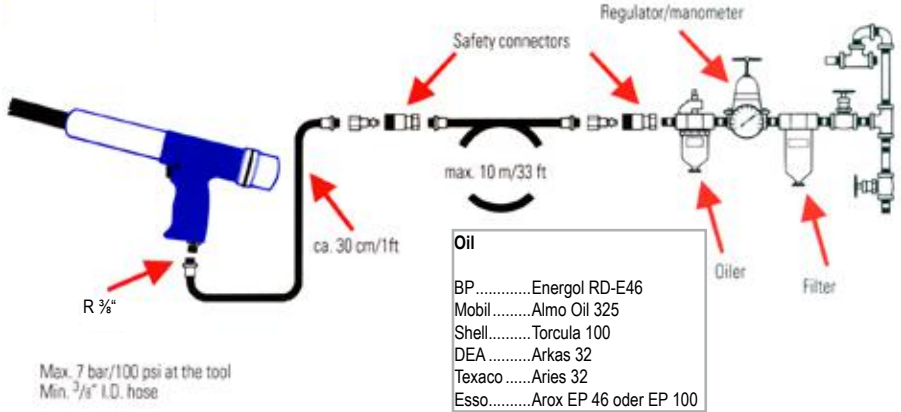 Regulator/manometer
Safety connectors
max. 10 m/33 ft
ca. 30 cm/1ft
R ⅜“
Oiler
Filter
Oil
BP............Energol RD-E46
Mobil.........Almo Oil 325
Shell..........Torcula 100
DEA .........Arkas 32
Texaco ......Aries 32
Esso..........Arox EP 46 oder EP 100
Max. 7 bar/100 psi at the tool
Min. 3/8" I.D. hose